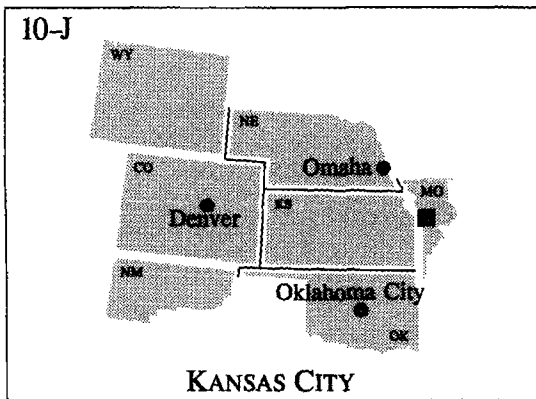 10-J
WY
NE
Omaha
CO
MO
KS
Denver
NM
Oklahoma City
OK
KANSAS CITY